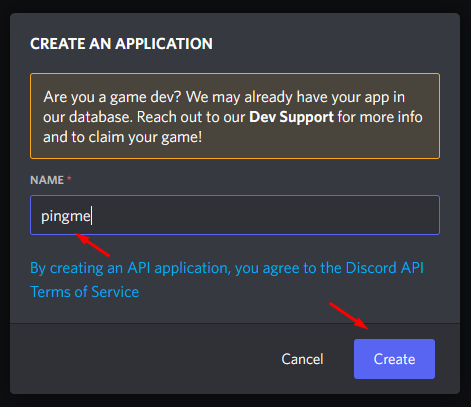 CREATE AN APPLICATION
Are you a game dev? We may already have your app in
our database. Reach out to our Dev Support for more info
and to claim your game!
NAME *
pingme
By creating an API application, you agree to the Discord API
Terms of Service
Cancel
Create